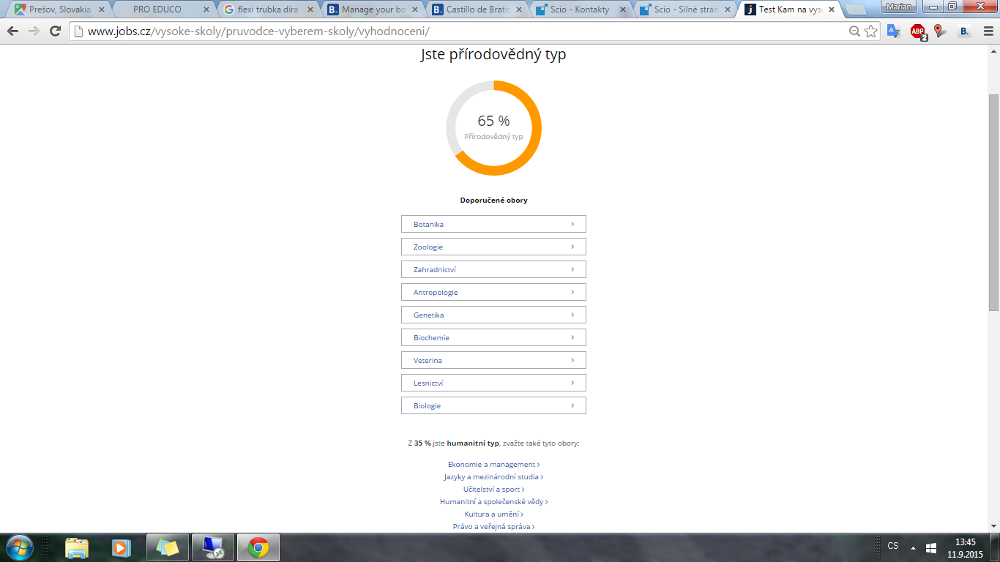 Prešov, Slovakia
PRO EDUCO
flexi trubka díra
Manage your bo
Castillo de Bratis
Scio - Kontakty
Scio - Silné strán
Test Kam na vyso
Marian
www.jobs.cz/vysoke-skoly/pruvodce-vyberem-skoly/vyhodnoceni/
ABP
2
B.
Jste přírodovědný typ
65 %
Přírodovědný typ
Doporučené obory
Botanika
Zoologie
Zahradnictví
Antropologie
Genetika
Biochemie
Veterina
Lesnictví
Biologie
Z 35 % jste humanitní typ, zvažte také tyto obory:
Ekonomie a management
Jazyky a mezinárodní studia
Učitelství a sport
Humanitní a společenské vědy
Kultura a umění
Právo a veřejná správa
CS
13:45
11.9.2015